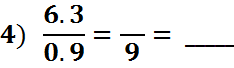 4) 6.3/0.9 = /9 = ____